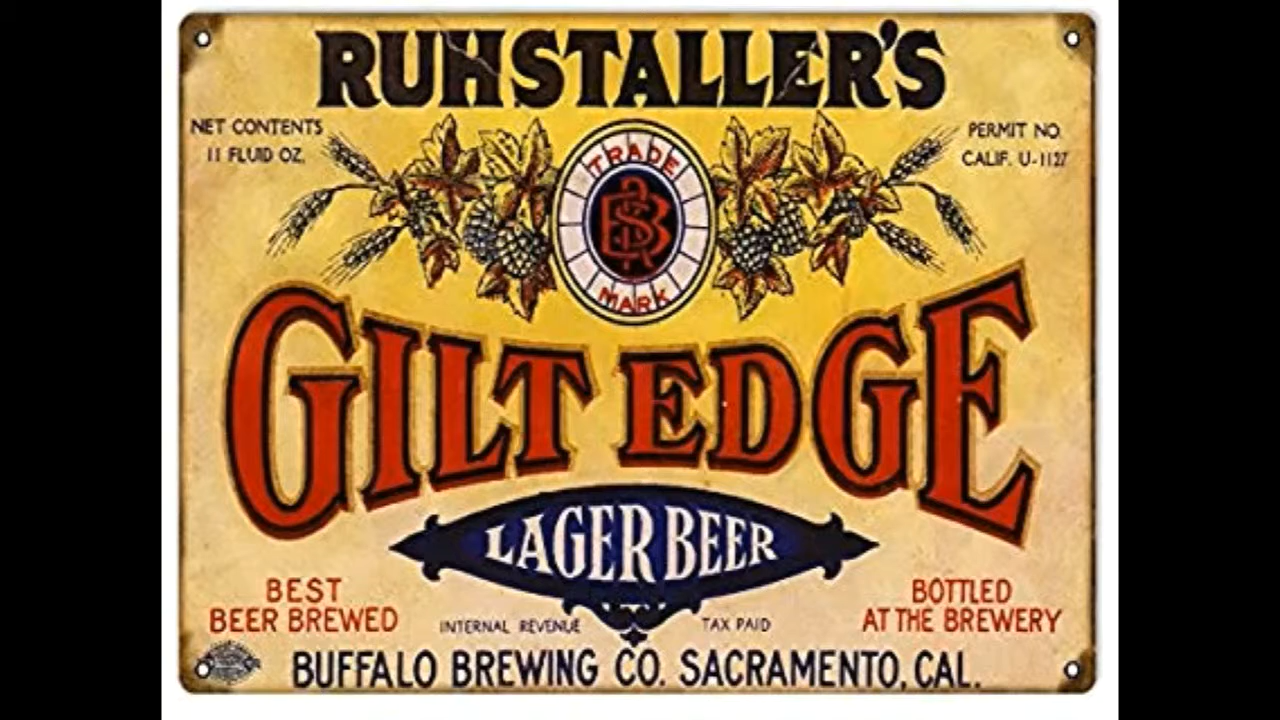 RUHSTALLER'S
NET CONTENTS
11 FLUID OZ.
PERMIT NO.
CALIF. U-1127
TRADE
MARK
GILT EDGE
LAGER BEER
BEST
BEER BREWED
INTERNAL REVENUE
TAX PAID
BOTTLED
AT THE BREWERY
BUFFALO BREWING CO. SACRAMENTO, CAL.